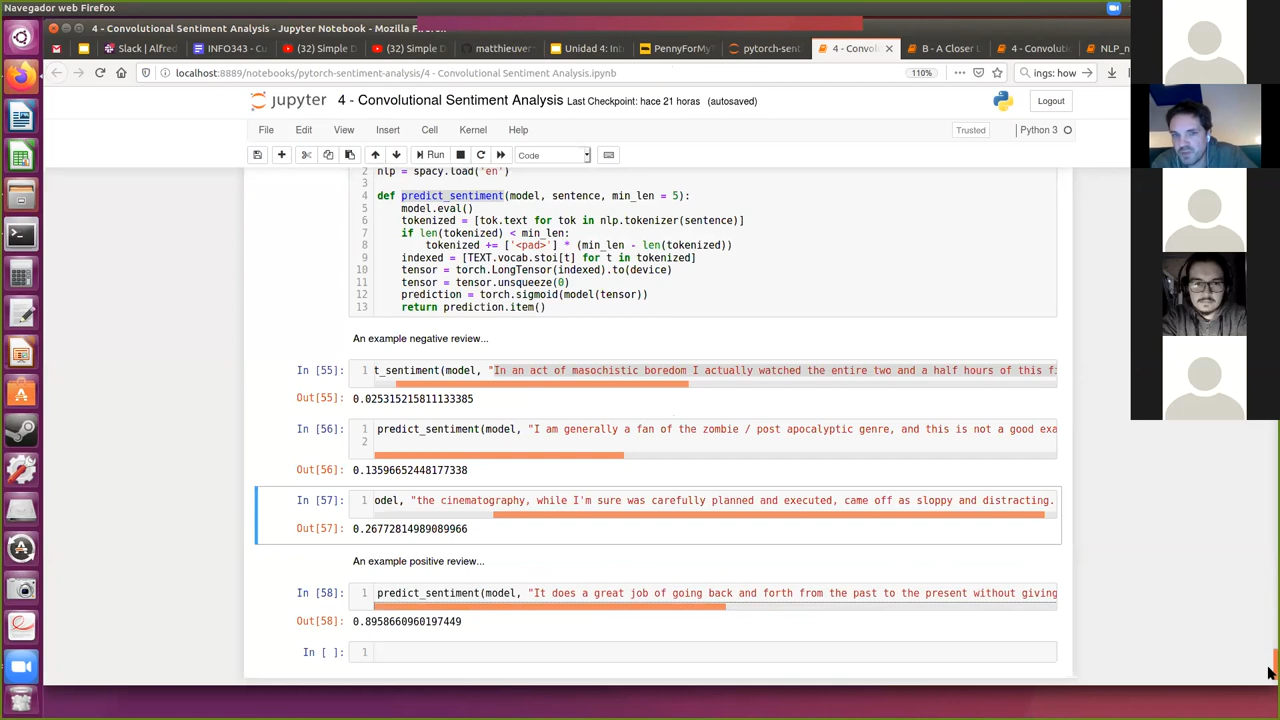 Navegador web Firefox
4 - Convolutional Sentiment Analysis - Jupyter Notebook - Mozilla Firefox
Slack | Alfred
INFO343 - C
(32) Simple D
(32) Simple D
matthieuver
Unidad 4: In
PennyForMy
pytorch-sent
4 - Convol
B - A Closer L
4 - Convoluti
NLP_n
localhost:8889/notebooks/pytorch-sentiment-analysis/4 - Convolutional Sentiment Analysis.ipynb
110%
ings: how
jupyter 4 - Convolutional Sentiment Analysis Last Checkpoint: hace 21 horas (autosaved)
Logout
File Edit View Insert Cell Kernel Help
Trusted
Python 3
Run
Code
2 nlp = spacy.load('en')
3
4 def predict_sentiment(model, sentence, min_len = 5):
5 model.eval()
6 tokenized = [tok.text for tok in nlp.tokenizer(sentence)]
7 if len(tokenized) < min_len:
8 tokenized += ['<pad>'] * (min_len - len(tokenized))
9 indexed = [TEXT.vocab.stoi[t] for t in tokenized]
10 tensor = torch.LongTensor(indexed).to(device)
11 tensor = tensor.unsqueeze(0)
12 prediction = torch.sigmoid(model(tensor))
13 return prediction.item()
An example negative review...
In [55]: 1 t_sentiment(model, "In an act of masochistic boredom I actually watched the entire two and a half hours of this fi
Out[55]: 0.025315215811133385
In [56]: 1 predict_sentiment(model, "I am generally a fan of the zombie / post apocalyptic genre, and this is not a good exa
2
Out[56]: 0.13596652448177338
In [57]: 1 odel, "the cinematography, while I'm sure was carefully planned and executed, came off as sloppy and distracting.
Out[57]: 0.26772814989089966
An example positive review...
In [58]: 1 predict_sentiment(model, "It does a great job of going back and forth from the past to the present without giving
Out[58]: 0.8958660960197449
In [ ]: 1